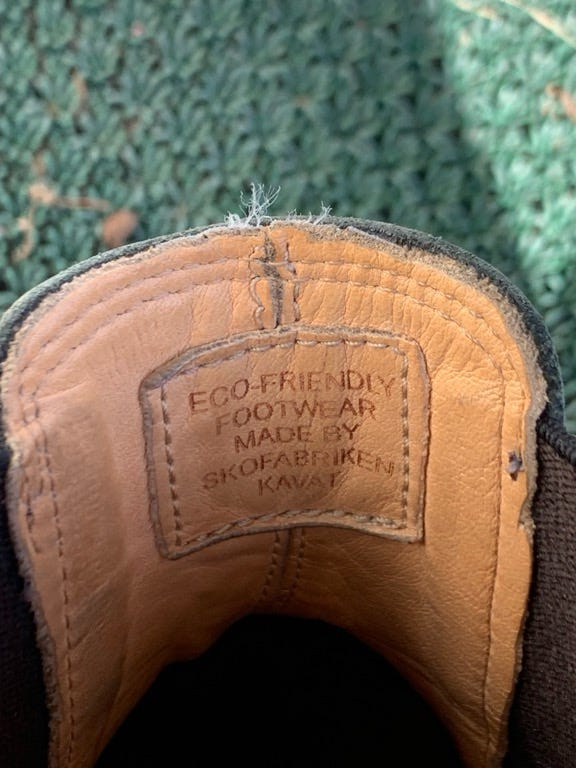 ECO-FRIENDLY
FOOTWEAR
MADE BY
SKOFABRIKEN
KAVAT